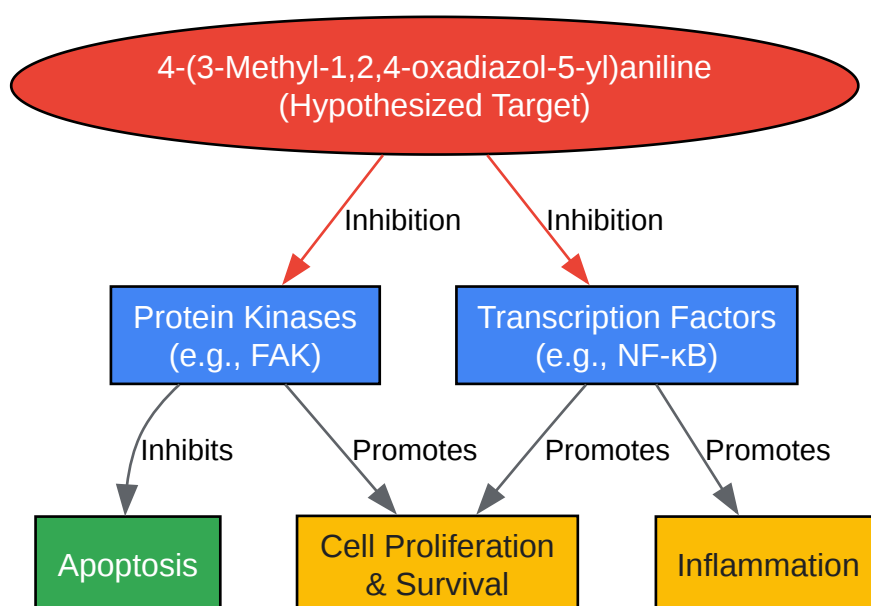 4-(3-Methyl-1,2,4-oxadiazol-5-yl)aniline
(Hypothesized Target)
Inhibition
Inhibition
Protein Kinases
(e.g., FAK)
Transcription Factors
(e.g., NF-κB)
Inhibits
Promotes
Promotes
Promotes
Apoptosis
Cell Proliferation
& Survival
Inflammation